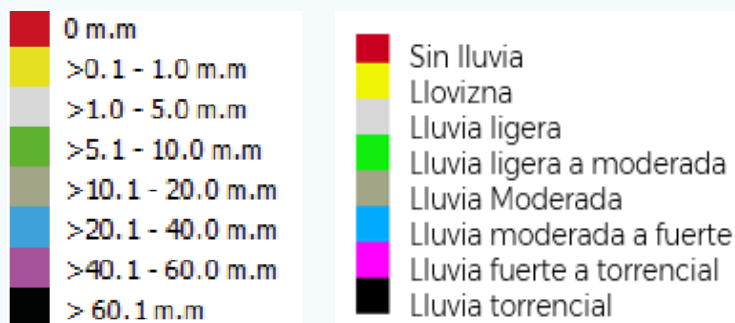 0 m.m
>0.1 - 1.0 m.m
>1.0 - 5.0 m.m
>5.1 - 10.0 m.m
>10.1 - 20.0 m.m
>20.1 - 40.0 m.m
>40.1 - 60.0 m.m
> 60.1 m.m
Sin lluvia
Llovizna
Lluvia ligera
Lluvia ligera a moderada
Lluvia Moderada
Lluvia moderada a fuerte
Lluvia fuerte a torrencial
Lluvia torrencial